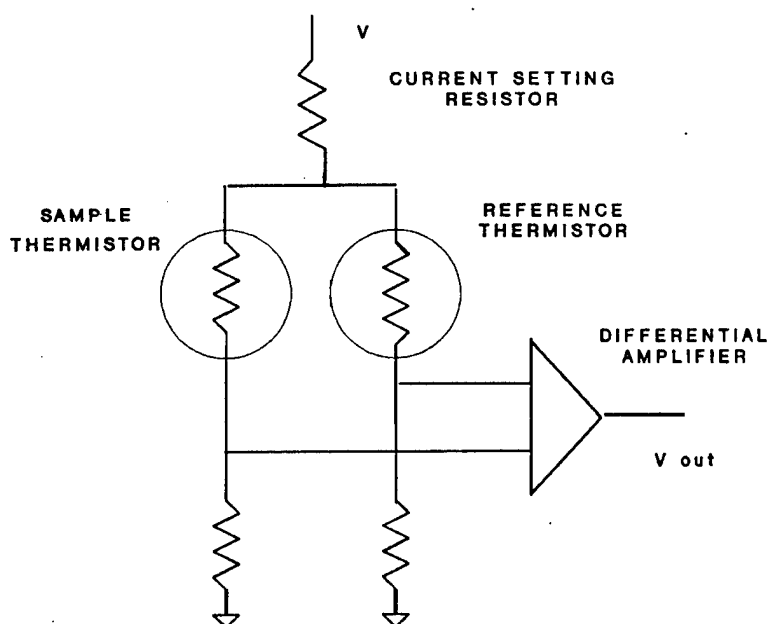 V
CURRENT SETTING
RESISTOR
SAMPLE
THERMISTOR
REFERENCE
THERMISTOR
DIFFERENTIAL
AMPLIFIER
V out